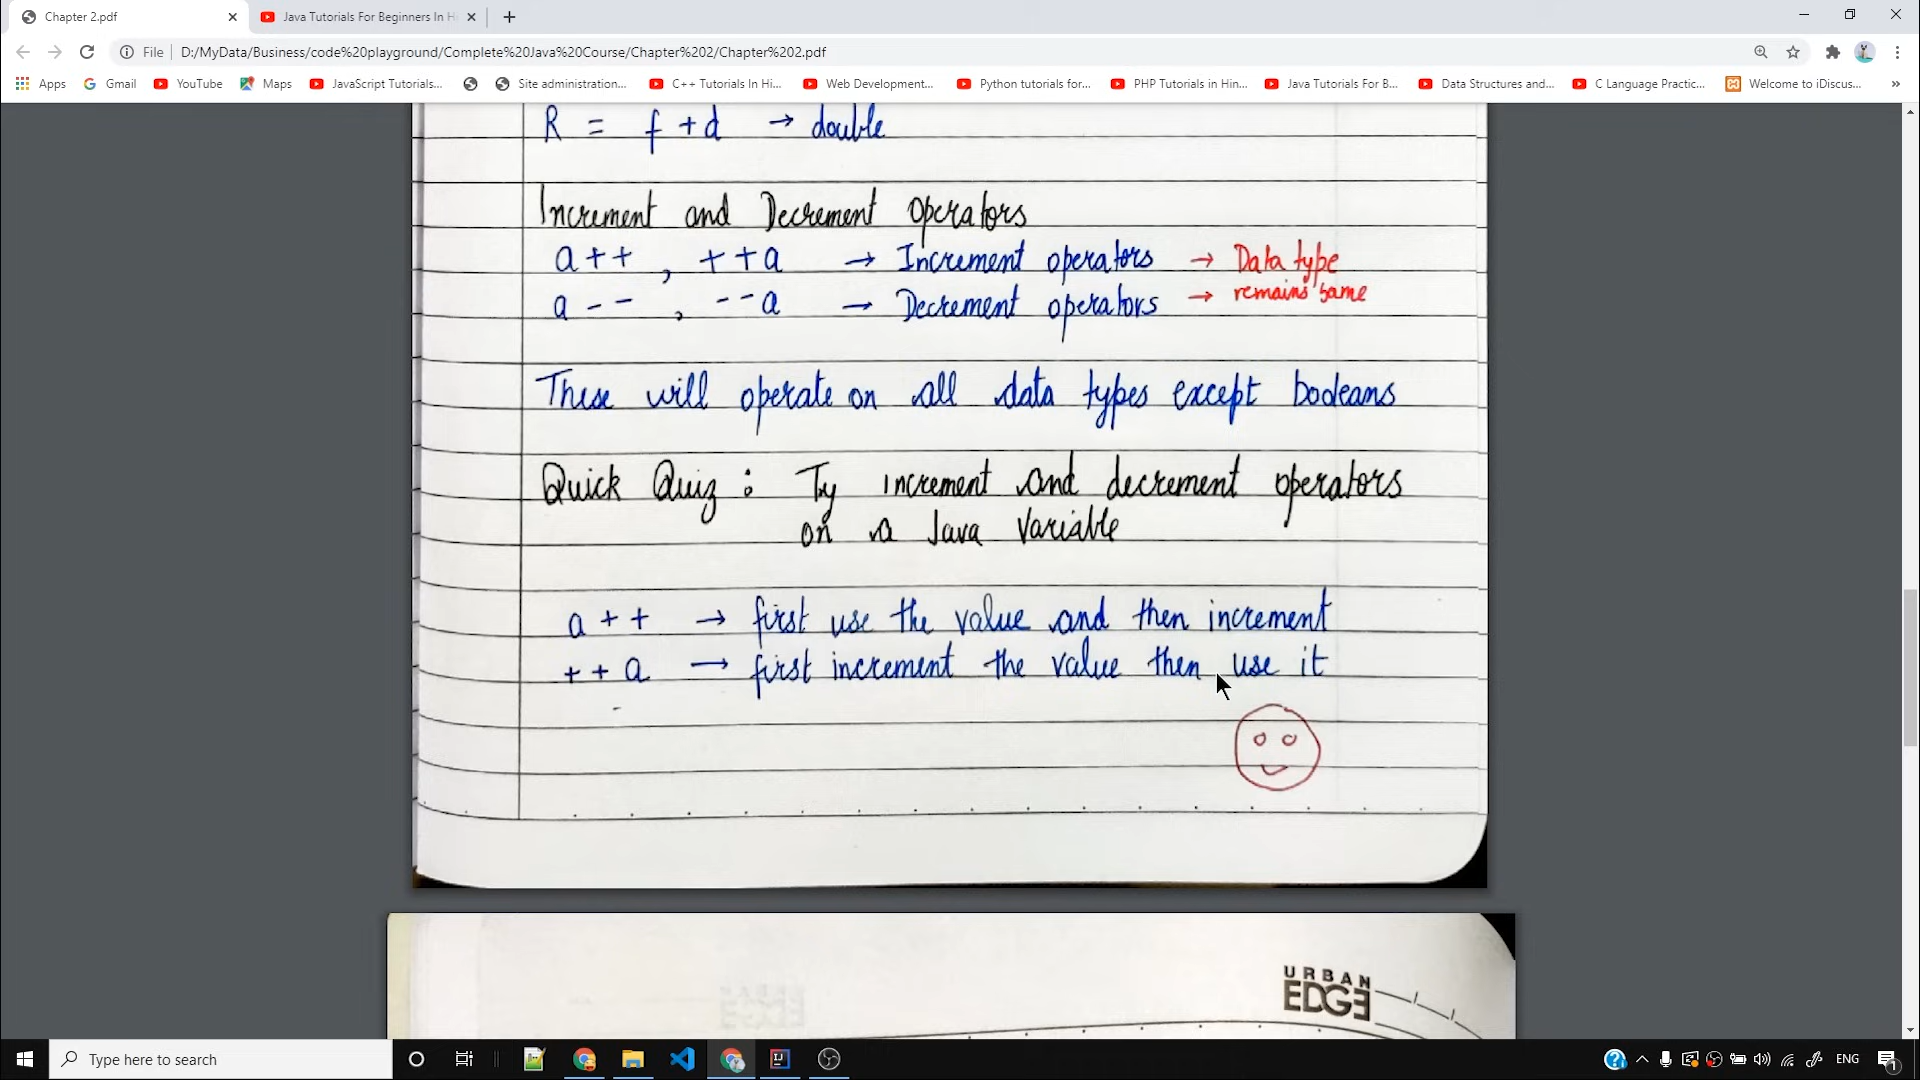 Chapter 2.pdf
Java Tutorials For Beginners In Hi
File D:/MyData/Business/code%20playground/Complete%20Java%20Course/Chapter%202/Chapter%202.pdf
Apps Gmail YouTube Maps JavaScript Tutorials... Site administration... C++ Tutorials In Hi... Web Development... Python tutorials for... PHP Tutorials in Hin... Java Tutorials For B... Data Structures and... C Language Practic... Welcome to iDiscus... »
R = f + d → double
Increment and Decrement Operators
a++ , ++a → Increment operators → Data type
a-- , --a → Decrement operators → remains same
These will operate on all data types except booleans
Quick Quiz : Try increment and decrement operators
on a Java Variable
a++ → first use the value and then increment
++a → first increment the value then use it
URBAN
EDGE
Type here to search
ENG
1